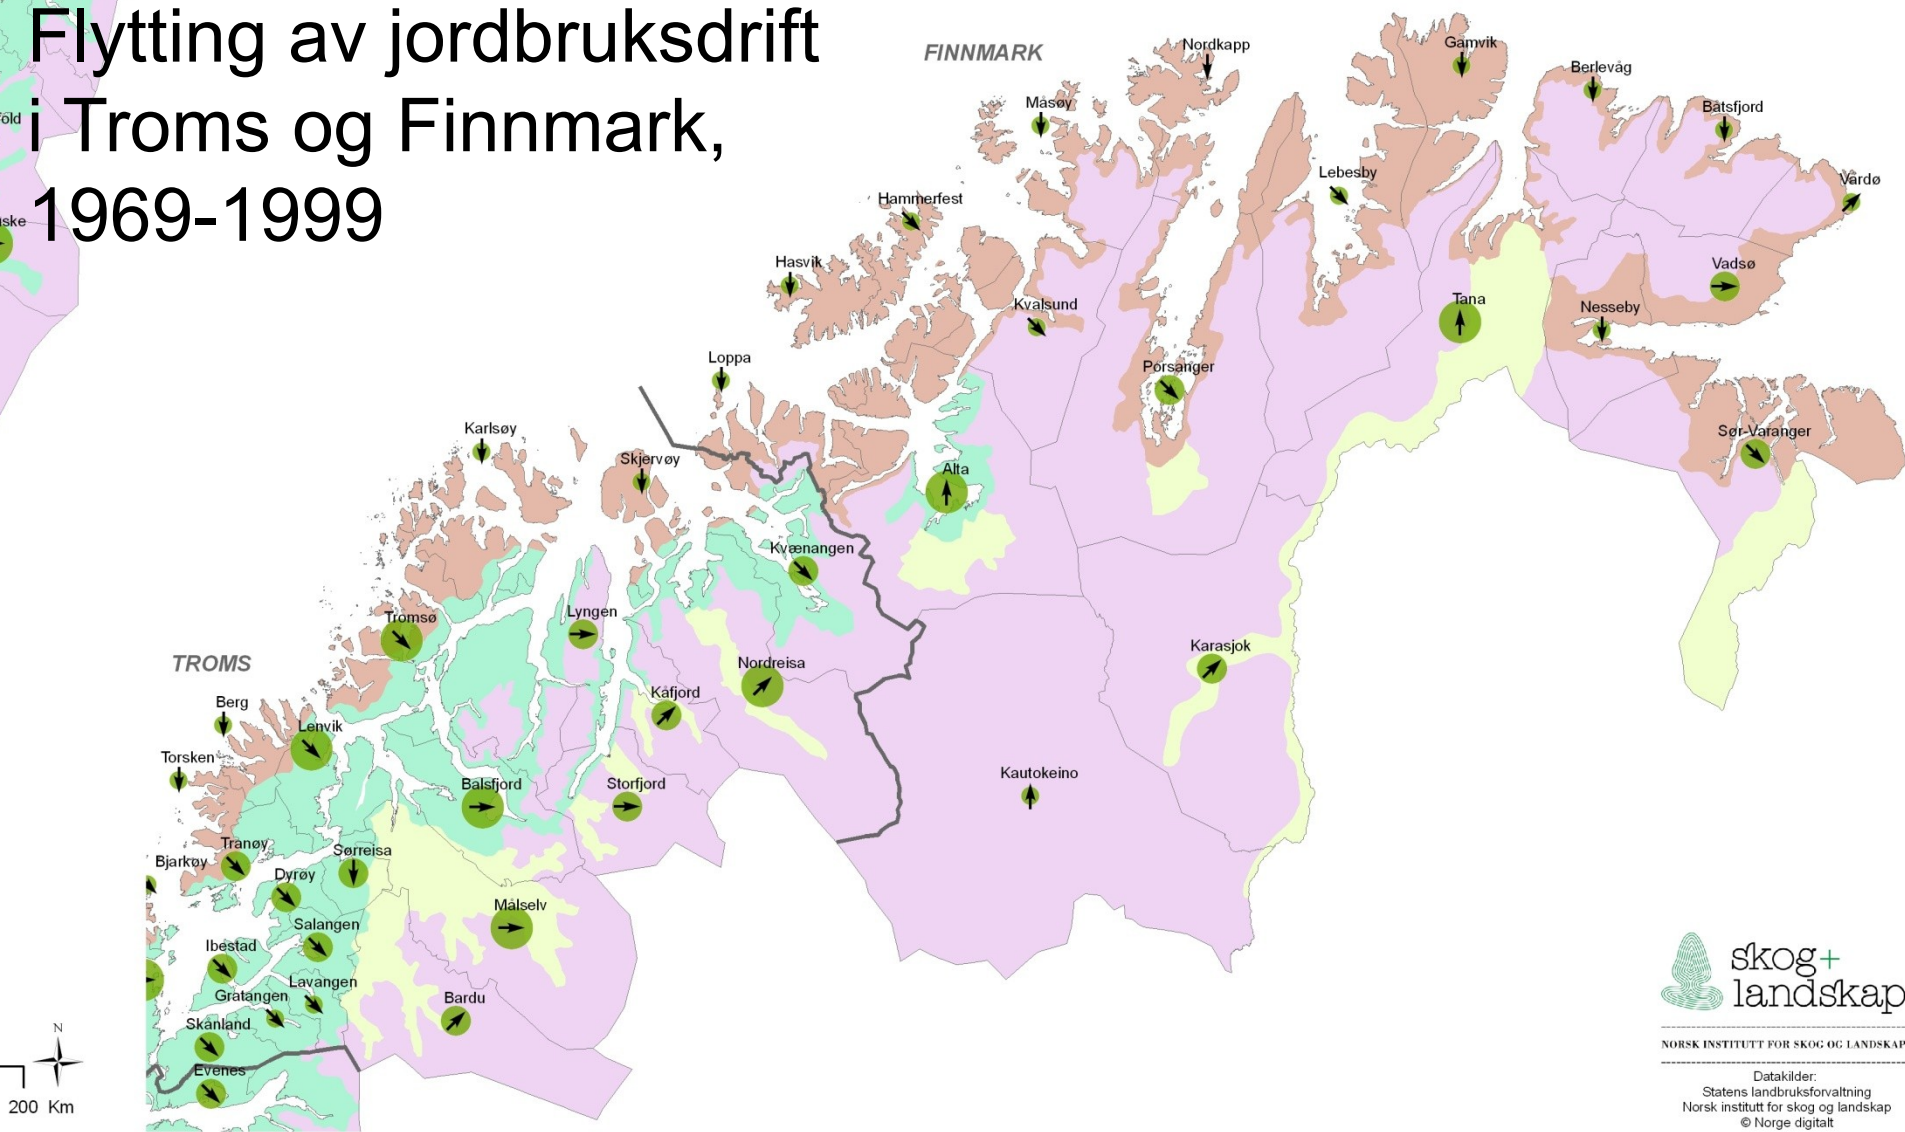 Flytting av jordbruksdrift
i Troms og Finnmark,
1969-1999
FINNMARK
Nordkapp
Gamvik
Berlevåg
Båtsfjord
Måsøy
Lebesby
Vardø
Hammerfest
Hasvik
Vadsø
Kvalsund
Tana
Nesseby
Loppa
Porsanger
Karlsøy
Skjervøy
Sør-Varanger
Alta
Kvænangen
Tromsø
Lyngen
TROMS
Nordreisa
Karasjok
Kåfjord
Berg
Lenvik
Torsken
Balsfjord
Storfjord
Kautokeino
Tranøy
Sørreisa
Bjarkøy
Dyrøy
Målselv
Salangen
Ibestad
Lavangen
Gratangen
Bardu
Skånland
Evenes
N
200 Km
skog+
landskap
NORSK INSTITUTT FOR SKOG OG LANDSKAP
Datakilder:
Statens landbruksforvaltning
Norsk institutt for skog og landskap
© Norge digitalt